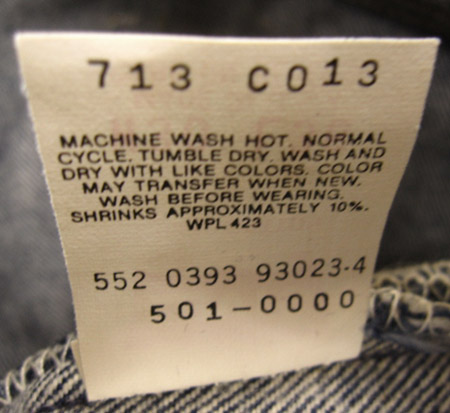 713 C013
MACHINE WASH HOT. NORMAL
CYCLE. TUMBLE DRY. WASH AND
DRY WITH LIKE COLORS. COLOR
MAY TRANSFER WHEN NEW.
WASH BEFORE WEARING.
SHRINKS APPROXIMATELY 10%.
WPL 423
552 0393 93023-4
501-0000